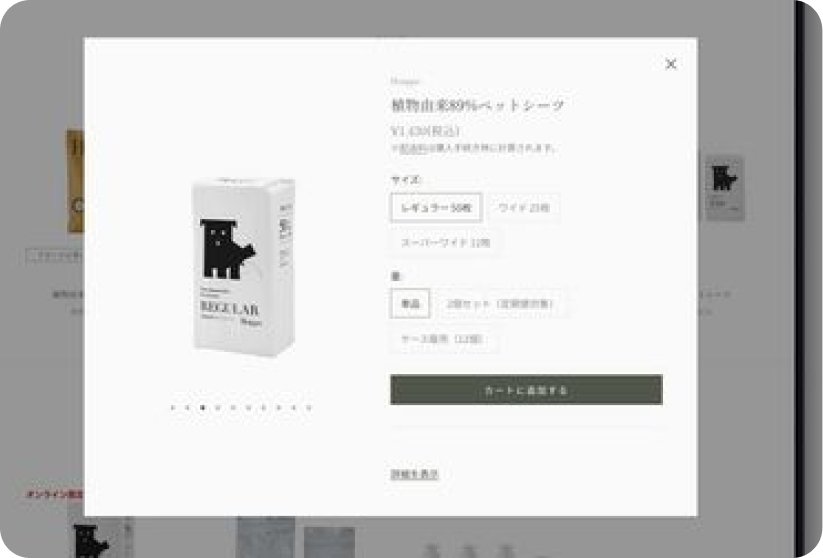 植物由来89%ペットシーツ
¥1,430(税込)
※配送料は購入手続き時に計算されます。
サイズ:
レギュラー 50枚
ワイド 25枚
スーパーワイド 12枚
量:
単品
2個セット（定期便対象）
ケース販売（12個）
カートに追加する
詳細を表示
REGULAR
オンライン限定